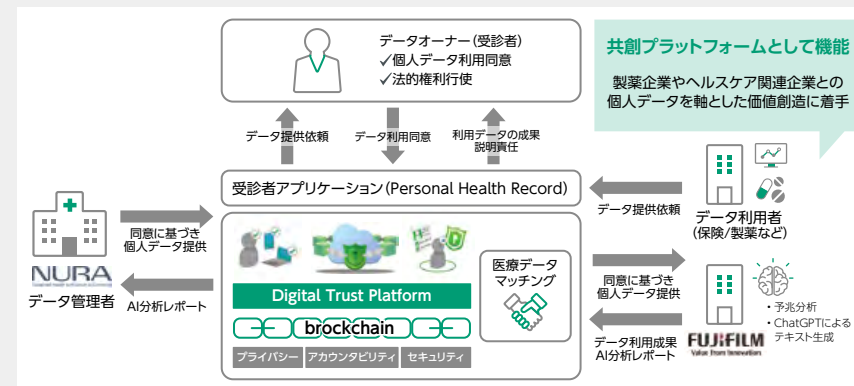 データオーナー（受診者）
✓個人データ利用同意
✓法的権利行使
共創プラットフォームとして機能
製薬企業やヘルスケア関連企業との
個人データを軸とした価値創造に着手
データ提供依頼
データ利用同意
利用データの成果
説明責任
受診者アプリケーション（Personal Health Record）
データ提供依頼
データ利用者
（保険/製薬など）
同意に基づき
個人データ提供
NURA
データ管理者
AI分析レポート
Digital Trust Platform
brockchain
プライバシー
アカウンタビリティ
セキュリティ
医療データ
マッチング
同意に基づき
個人データ提供
データ利用成果
AI分析レポート
FUJIFILM
Value from Innovation
・予兆分析
・ChatGPTによる
テキスト生成